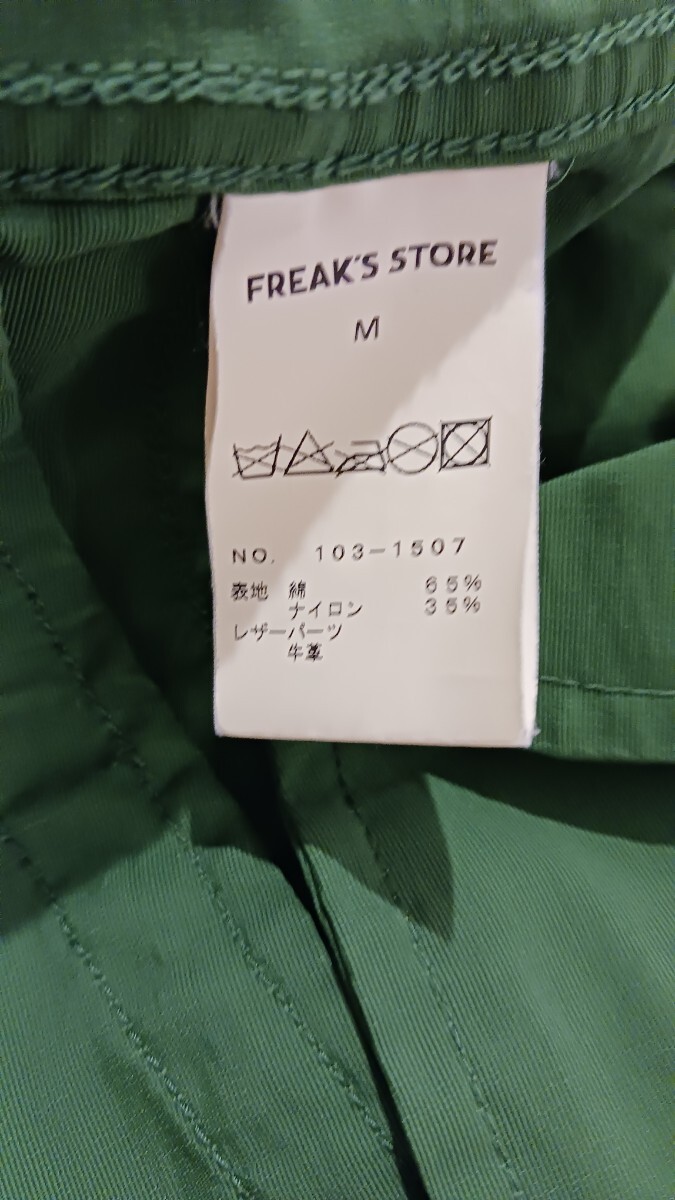 FREAK'S STORE
M
NO. 103-1507
表地 綿 65%
ナイロン 35%
レザーパーツ
牛革